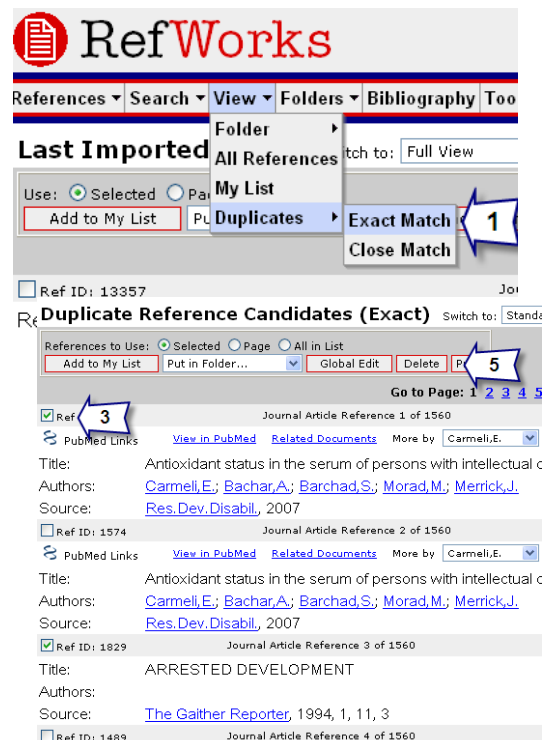 RefWorks
References Search View Folders Bibliography Too
Folder
Last Imported tch to: Full View
All References
My List
Use: Selected Pa
Add to My List Pu Duplicates Exact Match 1
Close Match
Ref ID: 13357 Jou
Re
Duplicate Reference Candidates (Exact) Switch to: Standa
References to Use: Selected Page All in List
Add to My List Put in Folder... Global Edit Delete P 5
Go to Page: 1 2 3 4 5
Ref 3 Journal Article Reference 1 of 1560
PubMed Links View in PubMed Related Documents More by Carmeli,E.
Title: Antioxidant status in the serum of persons with intellectual d
Authors: Carmeli,E.; Bachar,A.; Barchad,S.; Morad,M.; Merrick,J.
Source: Res.Dev.Disabil., 2007
Ref ID: 1574 Journal Article Reference 2 of 1560
PubMed Links View in PubMed Related Documents More by Carmeli,E.
Title: Antioxidant status in the serum of persons with intellectual d
Authors: Carmeli,E.; Bachar,A.; Barchad,S.; Morad,M.; Merrick,J.
Source: Res.Dev.Disabil., 2007
Ref ID: 1829 Journal Article Reference 3 of 1560
Title: ARRESTED DEVELOPMENT
Authors:
Source: The Gaither Reporter, 1994, 1, 11, 3
Ref ID: 1489 Journal Article Reference 4 of 1560